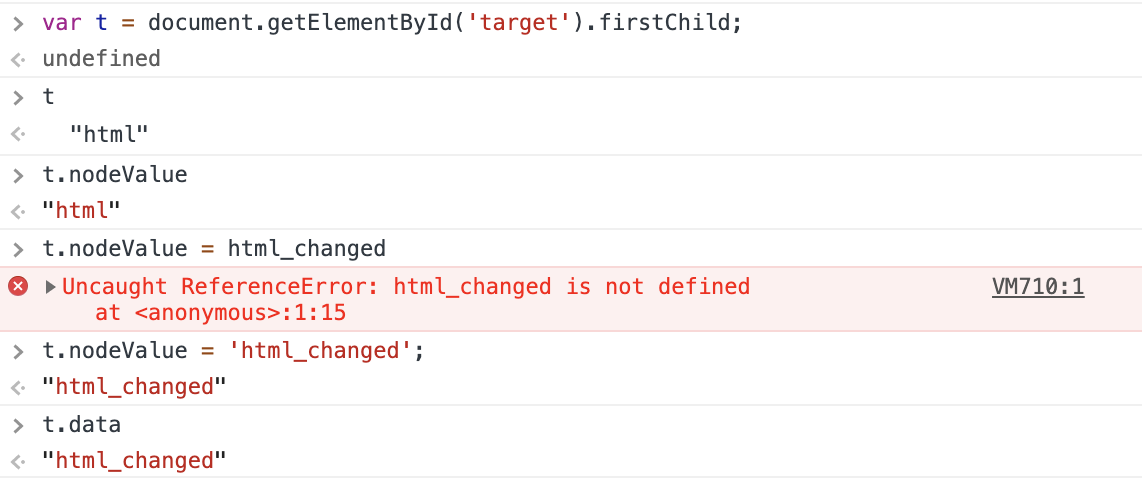 var t = document.getElementById('target').firstChild;
undefined
t
"html"
t.nodeValue
"html"
t.nodeValue = html_changed
Uncaught ReferenceError: html_changed is not defined VM710:1
at <anonymous>:1:15
t.nodeValue = 'html_changed';
"html_changed"
t.data
"html_changed"